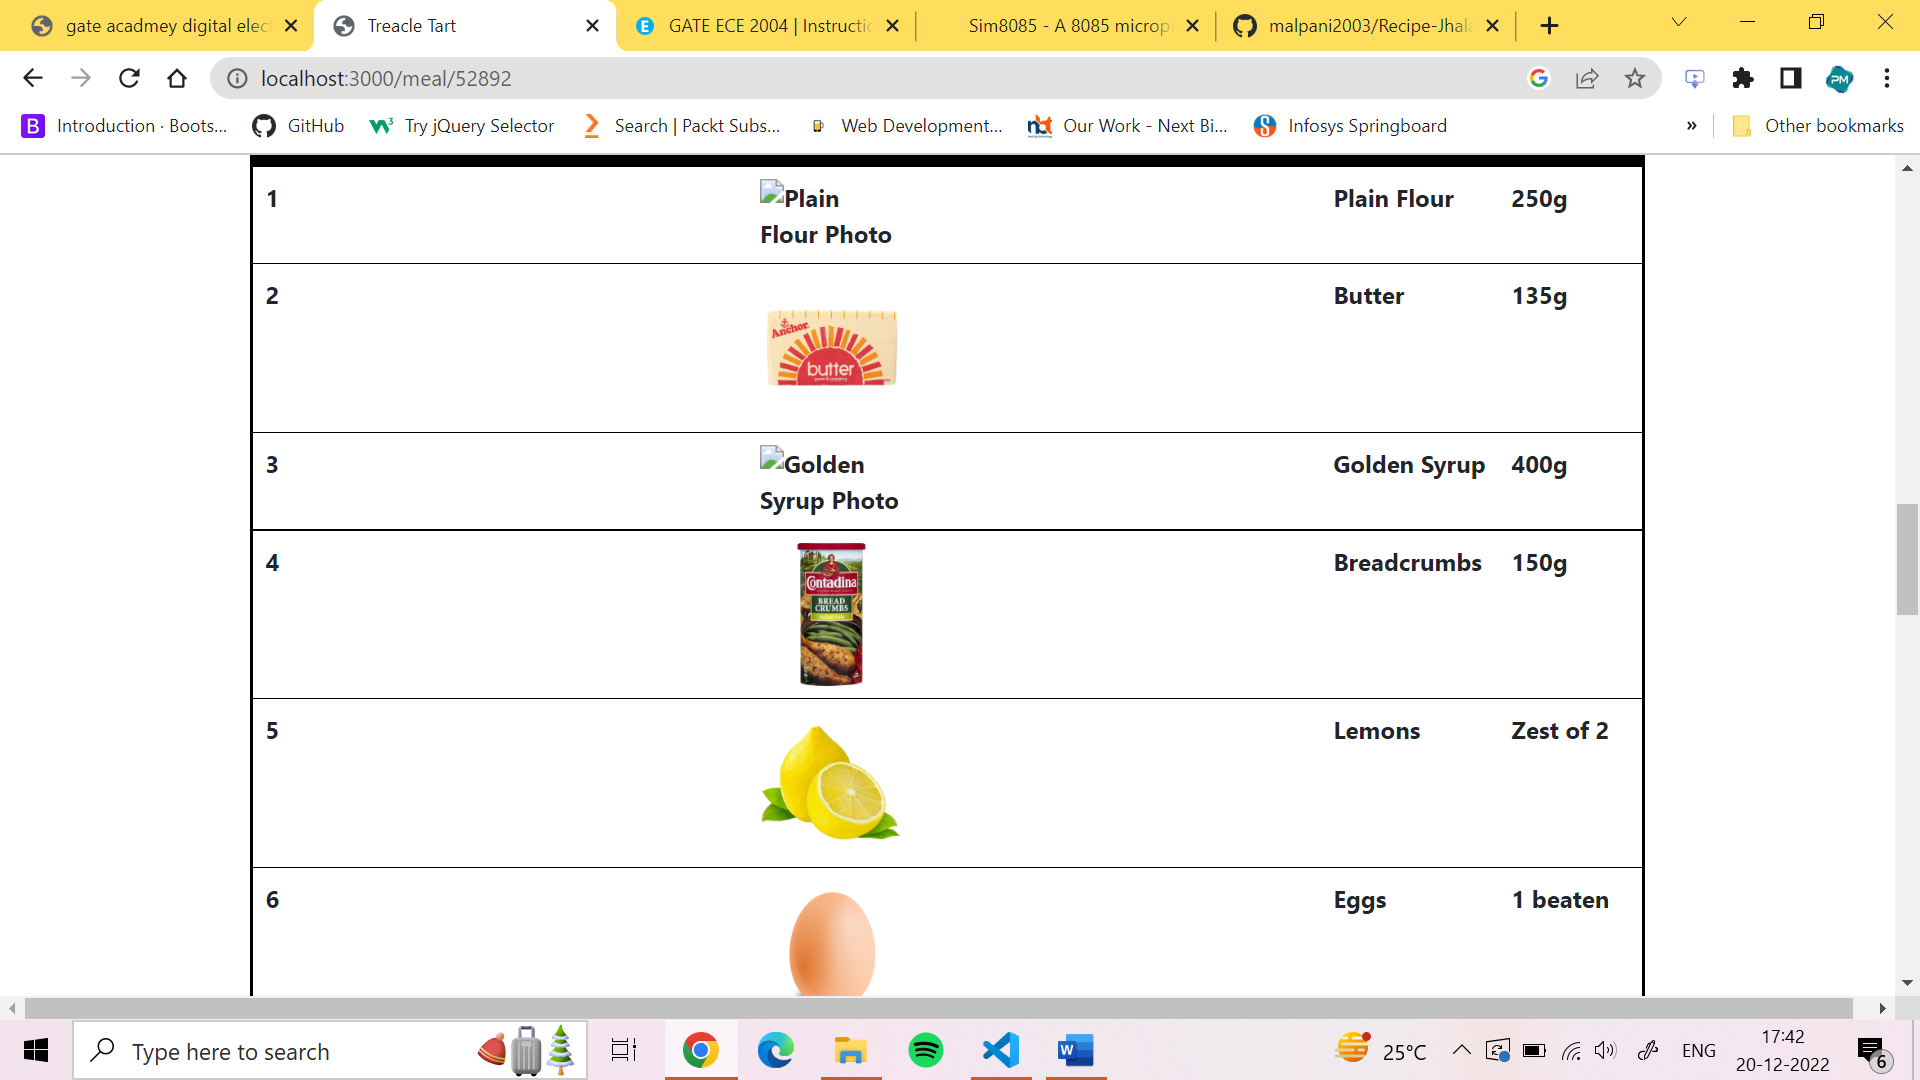 gate acadmey digital elect
Treacle Tart
GATE ECE 2004 | Instructio
Sim8085 - A 8085 microp
malpani2003/Recipe-Jhala
localhost:3000/meal/52892
PM
Introduction · Boots...
GitHub
Try jQuery Selector
Search | Packt Subs...
Web Development...
Our Work - Next Bi...
Infosys Springboard
»
Other bookmarks
1 Plain Flour Photo Plain Flour 250g
2 Anchor butter Butter 135g
3 Golden Syrup Photo Golden Syrup 400g
4 Contadina BREAD CRUMBS Breadcrumbs 150g
5 Lemons Zest of 2
6 Eggs 1 beaten
Type here to search
25°C
ENG
17:42
20-12-2022
6